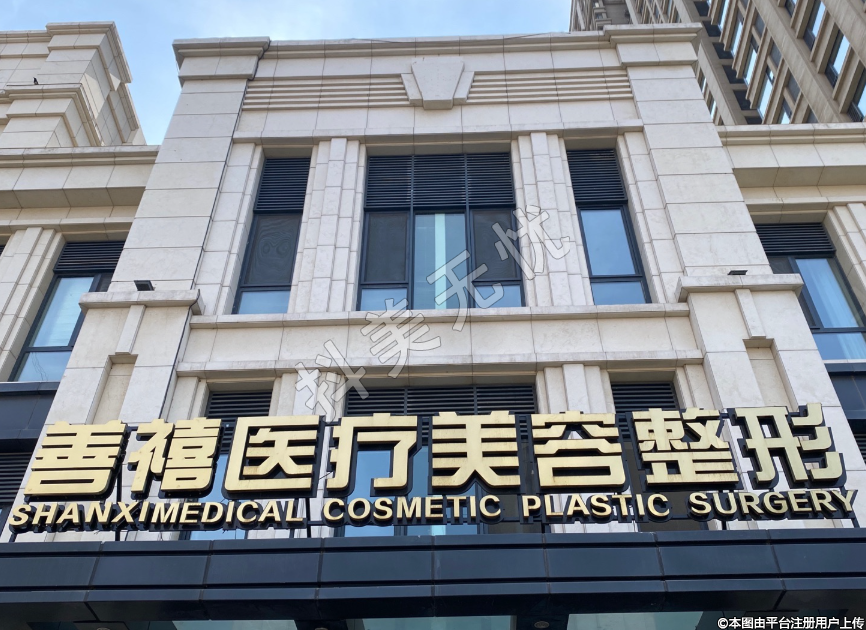 抖美无忧
善禧医疗美容整形
SHANXIMEDICAL COSMETIC PLASTIC SURGERY
©本图由平台注册用户上传